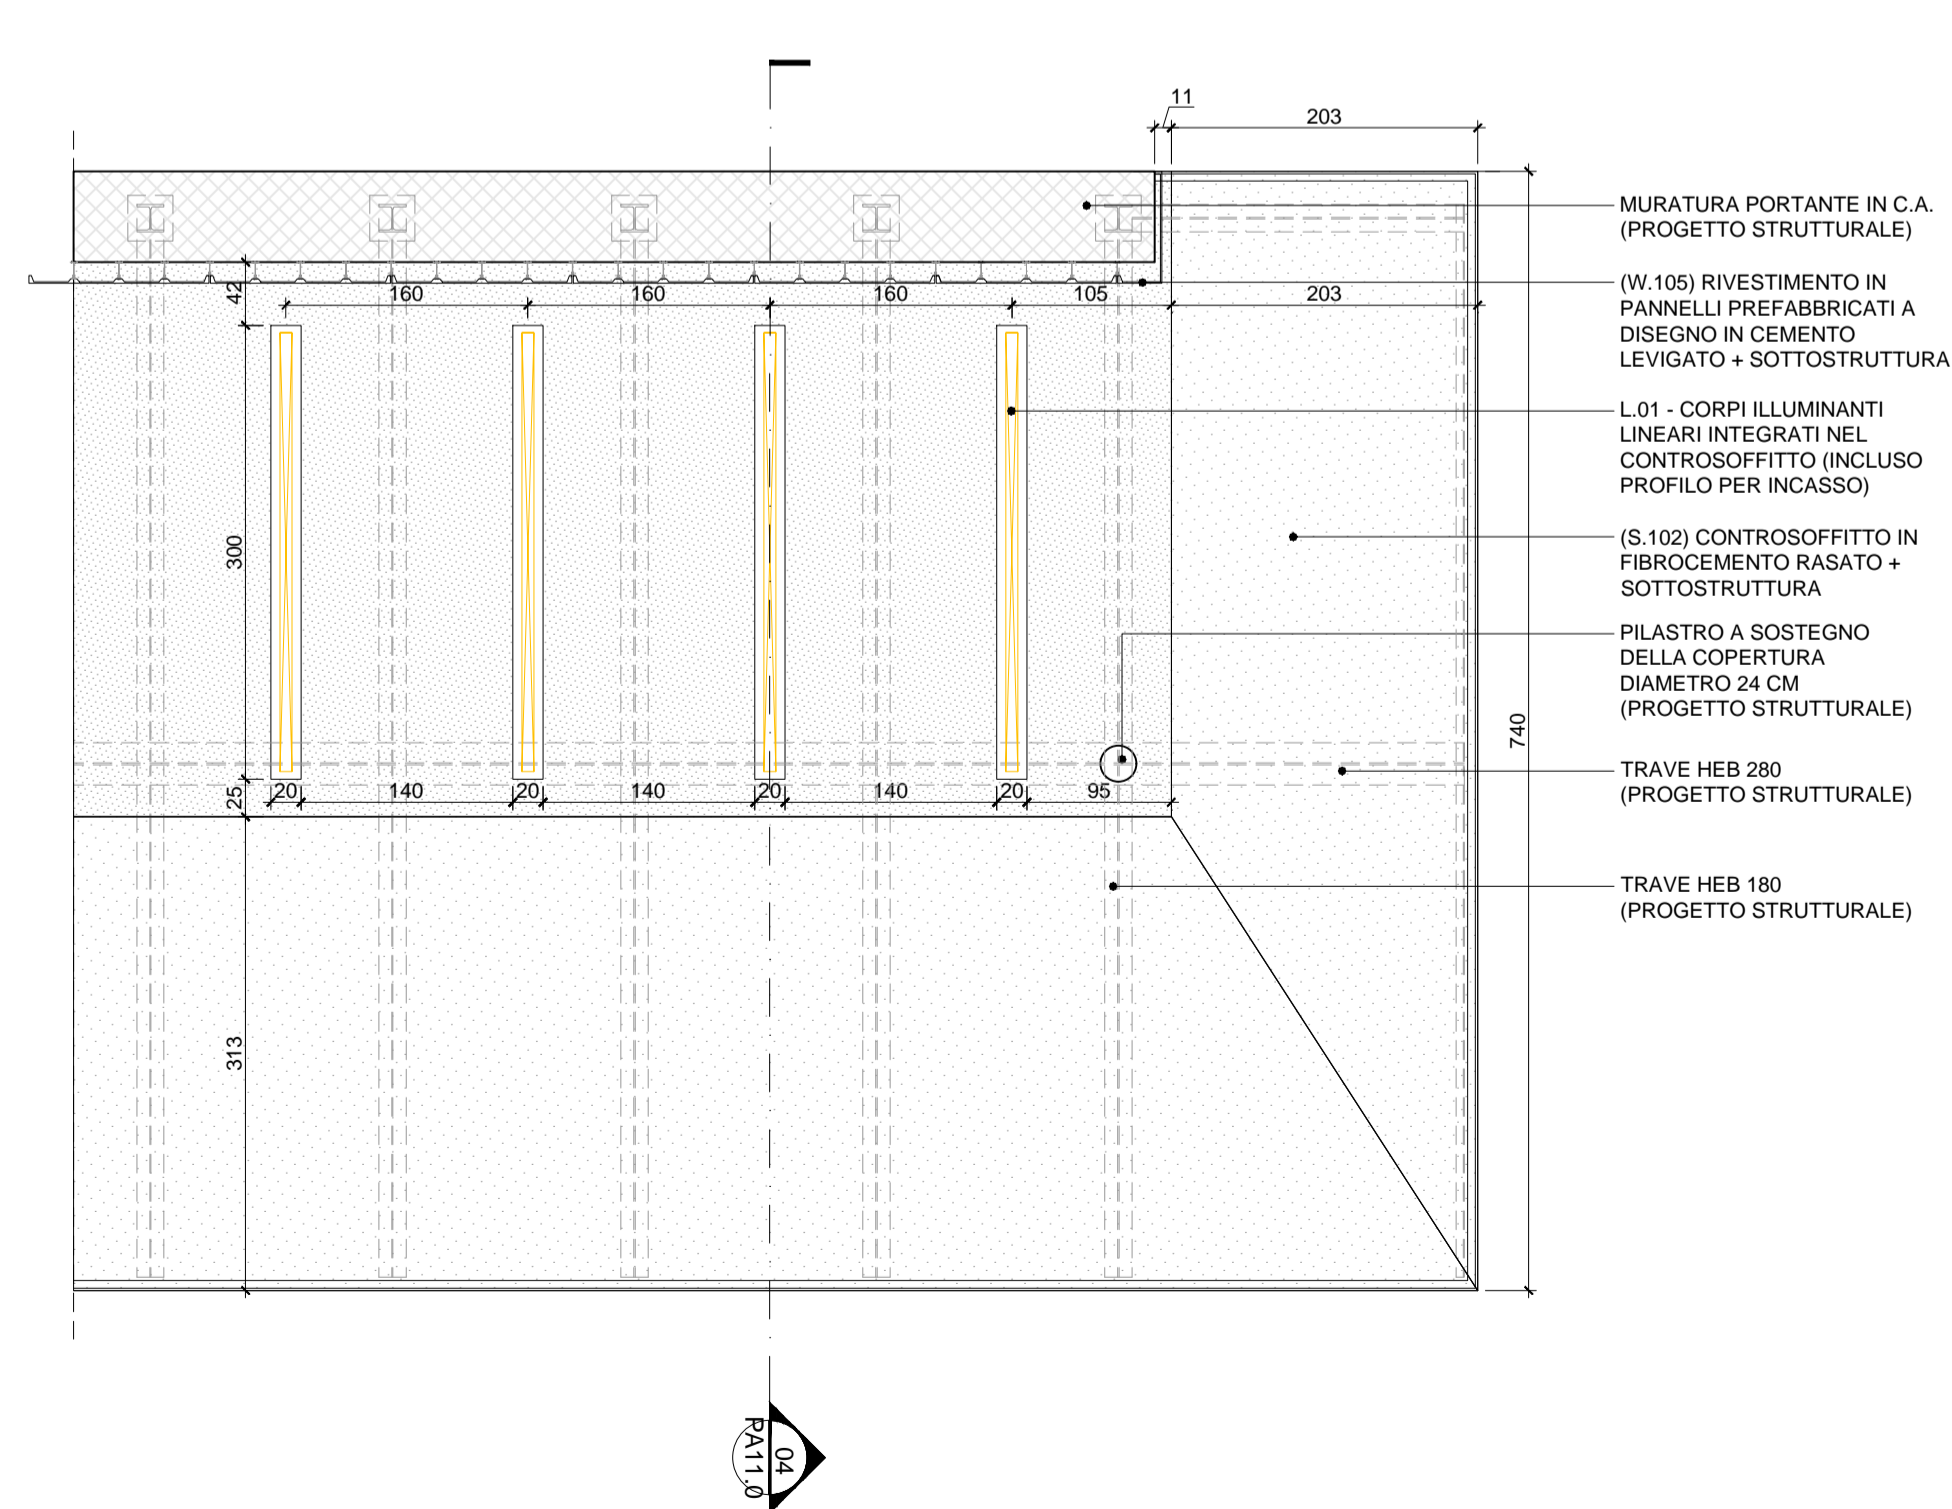 11
203
MURATURA PORTANTE IN C.A.
(PROGETTO STRUTTURALE)
(W.105) RIVESTIMENTO IN
PANNELLI PREFABBRICATI A
DISEGNO IN CEMENTO
LEVIGATO + SOTTOSTRUTTURA
42
160
160
160
105
203
L.01 - CORPI ILLUMINANTI
LINEARI INTEGRATI NEL
CONTROSOFFITTO (INCLUSO
PROFILO PER INCASSO)
300
(S.102) CONTROSOFFITTO IN
FIBROCEMENTO RASATO +
SOTTOSTRUTTURA
PILASTRO A SOSTEGNO
DELLA COPERTURA
DIAMETRO 24 CM
(PROGETTO STRUTTURALE)
740
TRAVE HEB 280
(PROGETTO STRUTTURALE)
25
20
140
20
140
20
140
20
95
TRAVE HEB 180
(PROGETTO STRUTTURALE)
313
04
PA11.0